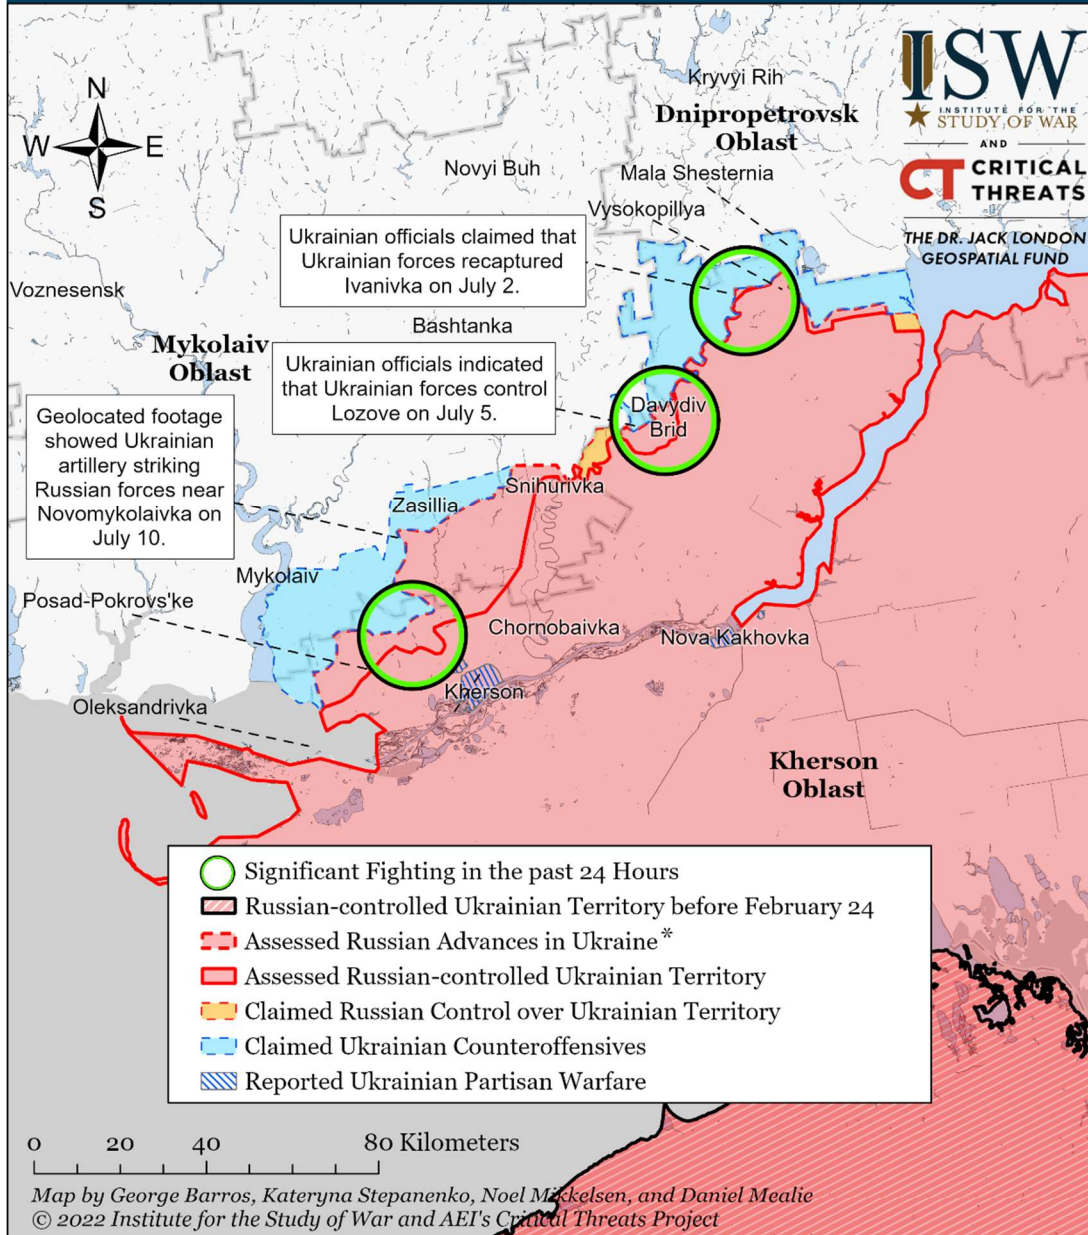 Kryvyi Rih
Dnipropetrovsk
Oblast
ISW
INSTITUTE FOR THE
STUDY OF WAR
AND
CT CRITICAL
THREATS
THE DR. JACK LONDON
GEOSPATIAL FUND
N
W E
S
Novyi Buh
Mala Shesternia
Vysokopillya
Ukrainian officials claimed that
Ukrainian forces recaptured
Ivanivka on July 2.
Voznesensk
Bashtanka
Mykolaiv
Oblast
Ukrainian officials indicated
that Ukrainian forces control
Lozove on July 5.
Davydiv
Brid
Geolocated footage
showed Ukrainian
artillery striking
Russian forces near
Novomykolaivka on
July 10.
Snihurivka
Zasillia
Mykolaiv
Posad-Pokrovs'ke
Chornobaivka
Nova Kakhovka
Kherson
Oleksandrivka
Kherson
Oblast
Significant Fighting in the past 24 Hours
Russian-controlled Ukrainian Territory before February 24
Assessed Russian Advances in Ukraine*
Assessed Russian-controlled Ukrainian Territory
Claimed Russian Control over Ukrainian Territory
Claimed Ukrainian Counteroffensives
Reported Ukrainian Partisan Warfare
0 20 40 80 Kilometers
Map by George Barros, Kateryna Stepanenko, Noel Mikkelsen, and Daniel Mealie
© 2022 Institute for the Study of War and AEI's Critical Threats Project